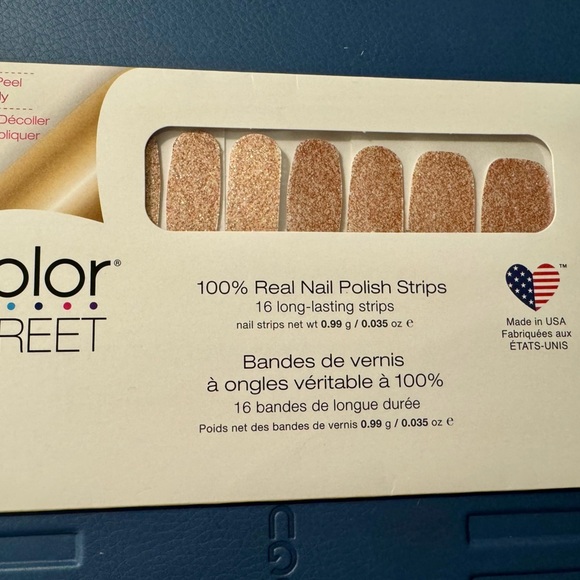 Peel
ly
Décoller
pliquer
olor®
REET
100% Real Nail Polish Strips
16 long-lasting strips
nail strips net wt 0.99 g / 0.035 oz ℮
Bandes de vernis
à ongles véritable à 100%
16 bandes de longue durée
Poids net des bandes de vernis 0.99 g / 0.035 oz ℮
™
Made in USA
Fabriquées aux
ÉTATS-UNIS